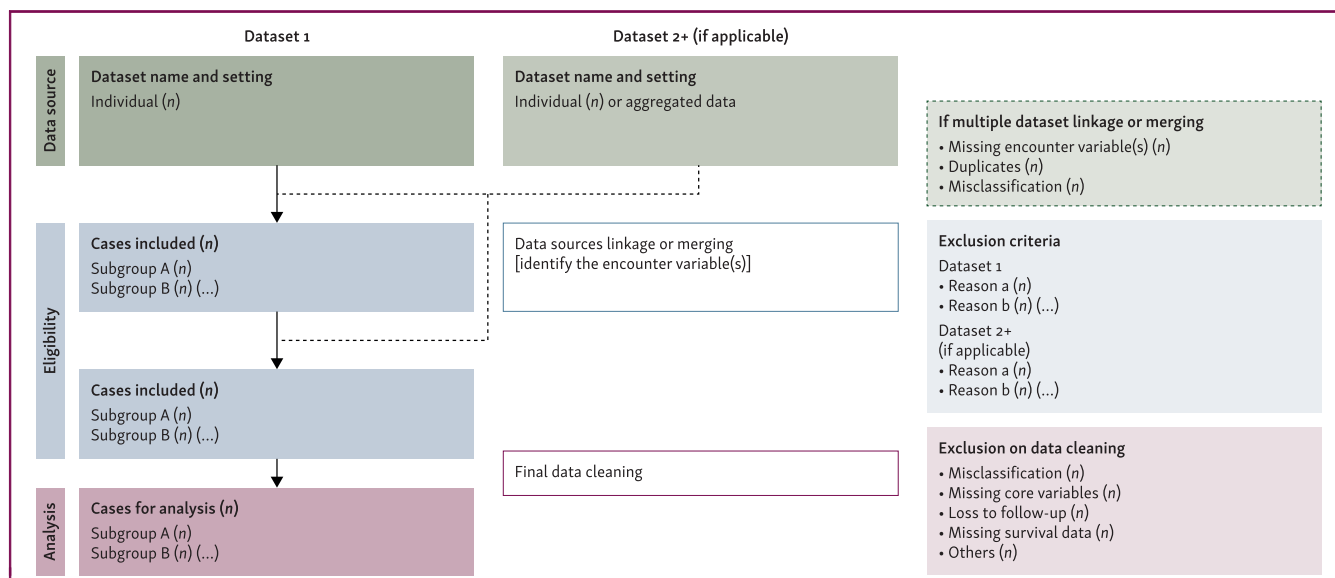 Dataset 1
Dataset 2+ (if applicable)
Data source
Dataset name and setting
Individual (n)
Dataset name and setting
Individual (n) or aggregated data
If multiple dataset linkage or merging
• Missing encounter variable(s) (n)
• Duplicates (n)
• Misclassification (n)
Eligibility
Cases included (n)
Subgroup A (n)
Subgroup B (n) (...)
Data sources linkage or merging
[identify the encounter variable(s)]
Exclusion criteria
Dataset 1
• Reason a (n)
• Reason b (n) (...)
Dataset 2+
(if applicable)
• Reason a (n)
• Reason b (n) (...)
Cases included (n)
Subgroup A (n)
Subgroup B (n) (...)
Final data cleaning
Exclusion on data cleaning
• Misclassification (n)
• Missing core variables (n)
• Loss to follow-up (n)
• Missing survival data (n)
• Others (n)
Analysis
Cases for analysis (n)
Subgroup A (n)
Subgroup B (n) (...)